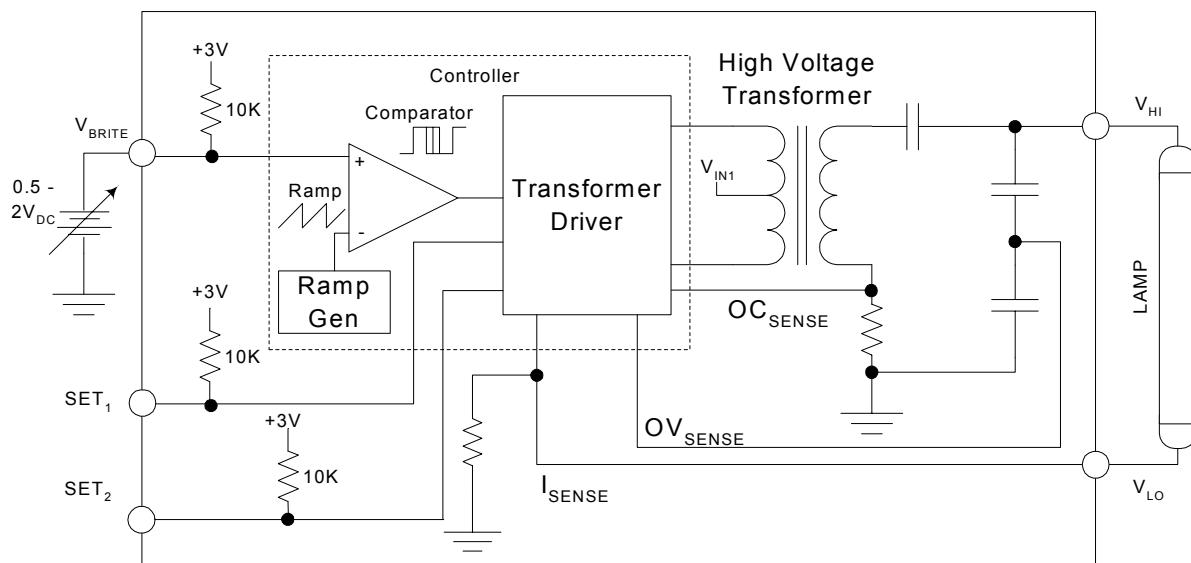 +3V
10K
V_BRITE
0.5 -
2V_DC
Controller
Comparator
+
Ramp
-
Ramp
Gen
Transformer
Driver
High Voltage
Transformer
V_IN1
V_HI
LAMP
OC_SENSE
+3V
10K
SET_1
+3V
10K
SET_2
OV_SENSE
I_SENSE
V_LO